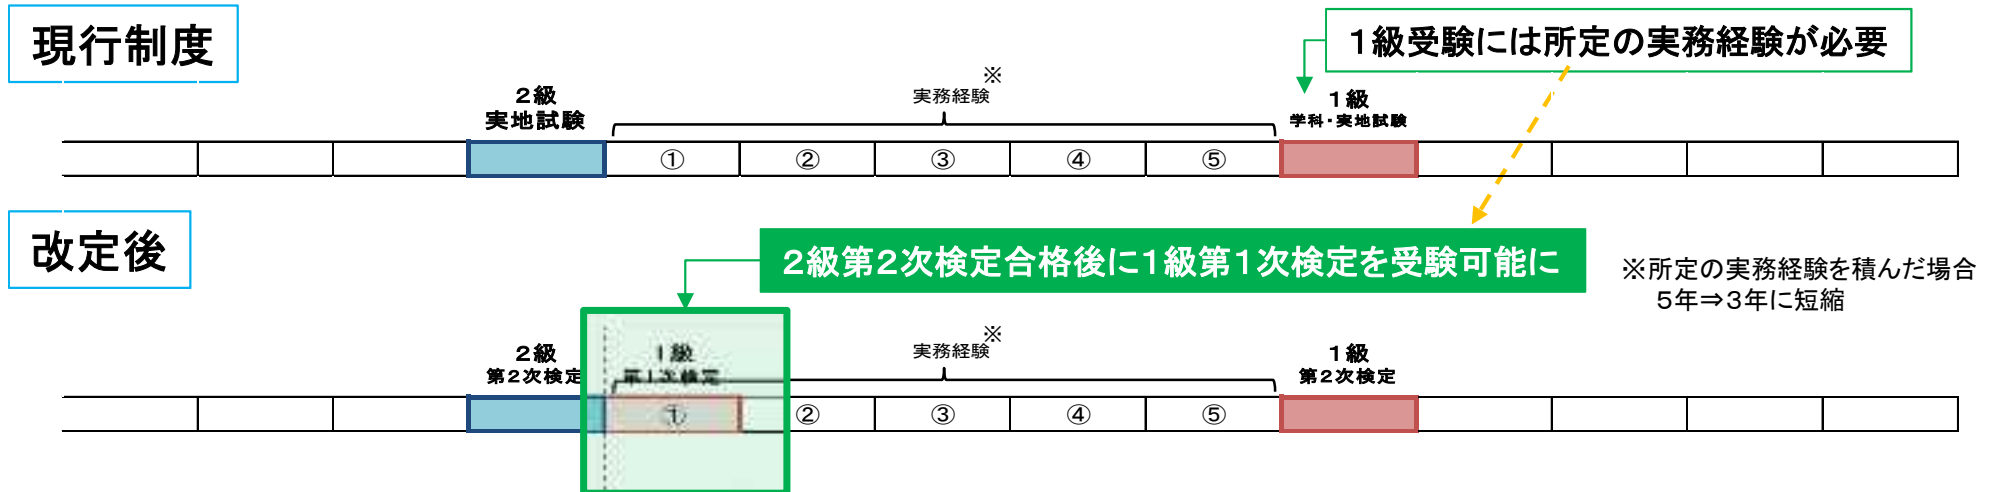 現行制度
1級受験には所定の実務経験が必要
※
2級
実地試験
実務経験
1級
学科・実地試験
① ② ③ ④ ⑤
改定後
2級第2次検定合格後に1級第1次検定を受験可能に
※所定の実務経験を積んだ場合
5年⇒3年に短縮
※
2級
第2次検定
1級
第1次検定
実務経験
1級
第2次検定
① ② ③ ④ ⑤